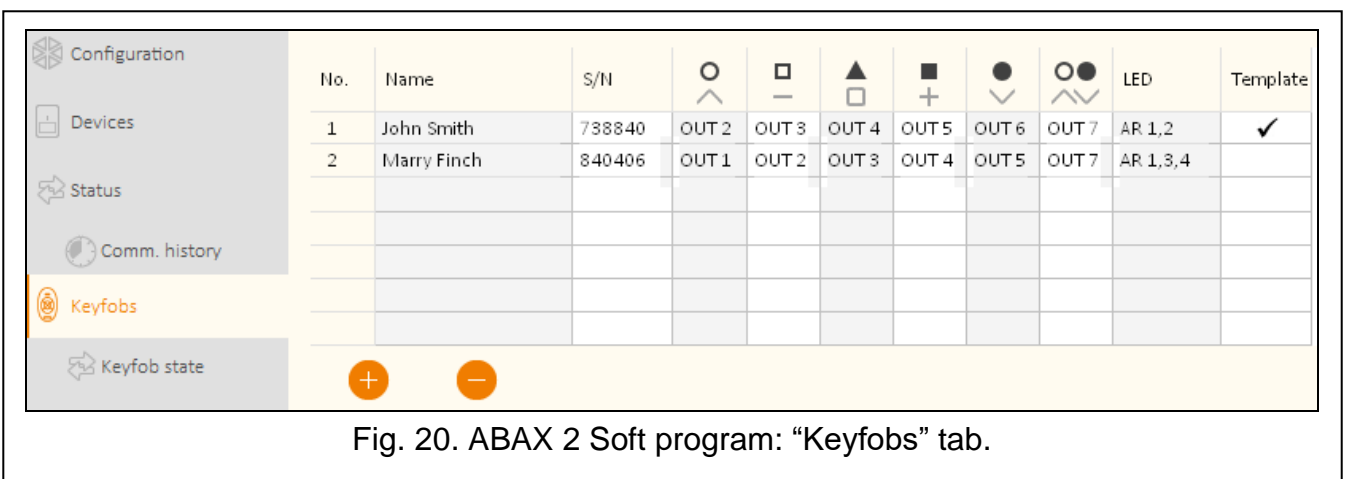 Configuration
No. Name S/N LED Template
Devices
1 John Smith 738840 OUT 2 OUT 3 OUT 4 OUT 5 OUT 6 OUT 7 AR 1,2 ✓
2 Marry Finch 840406 OUT 1 OUT 2 OUT 3 OUT 4 OUT 5 OUT 7 AR 1,3,4
Status
Comm. history
Keyfobs
Keyfob state
Fig. 20. ABAX 2 Soft program: “Keyfobs” tab.